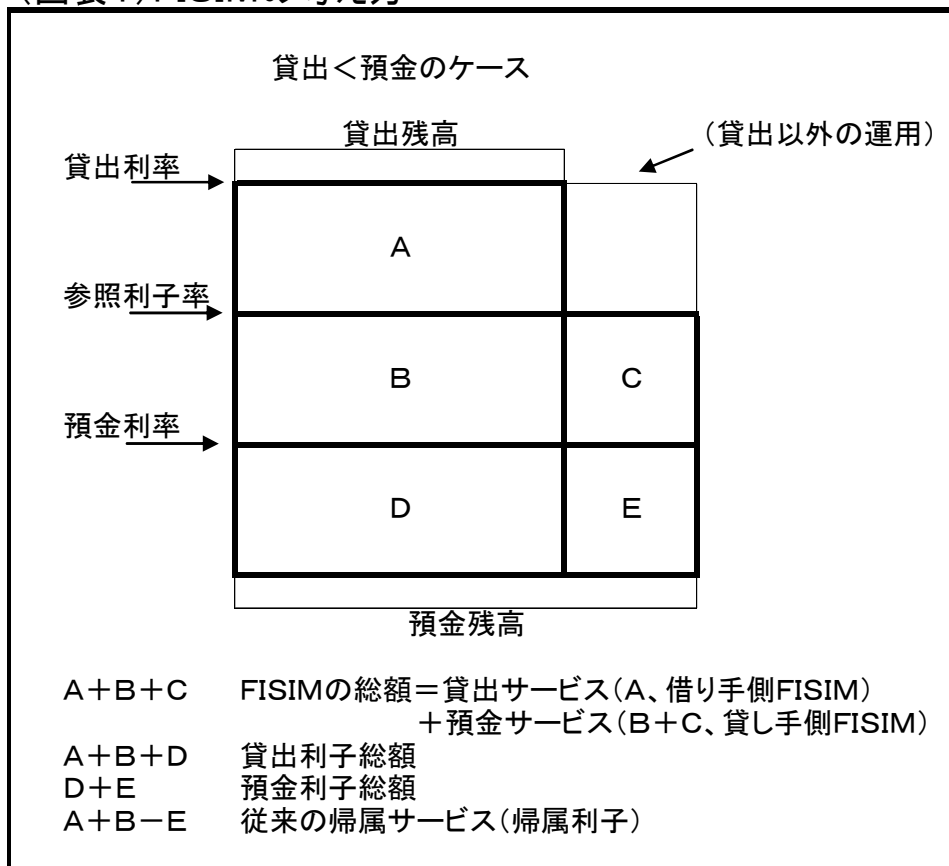 貸出＜預金のケース
貸出残高
（貸出以外の運用）
貸出利率
A
参照利子率
B
C
預金利率
D
E
預金残高
A＋B＋C　FISIMの総額＝貸出サービス(A、借り手側FISIM)
＋預金サービス(B＋C、貸し手側FISIM)
A＋B＋D　貸出利子総額
D＋E　預金利子総額
A＋B－E　従来の帰属サービス(帰属利子)